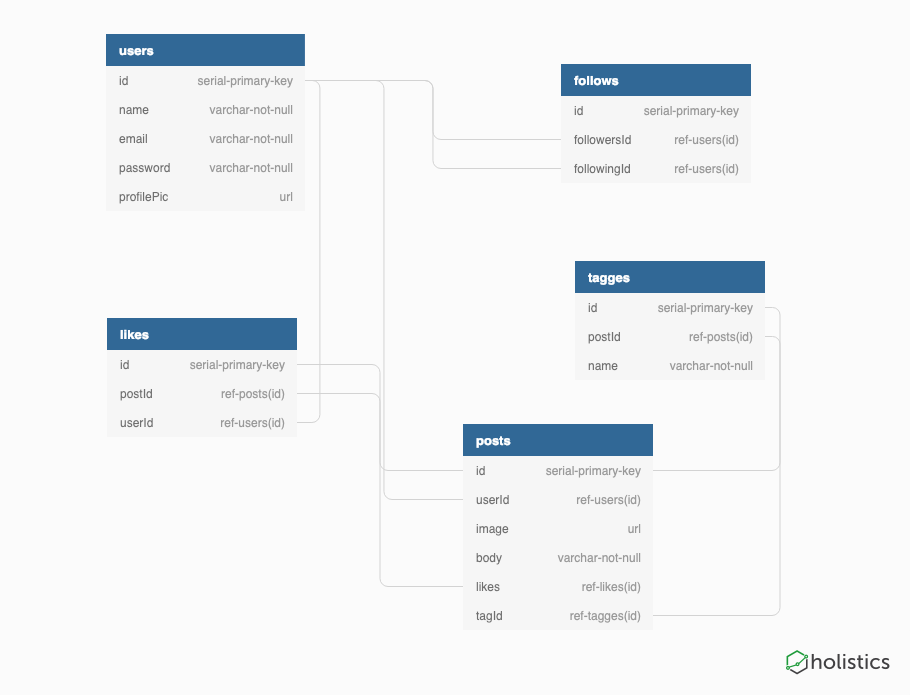 users
id serial-primary-key
name varchar-not-null
email varchar-not-null
password varchar-not-null
profilePic url
follows
id serial-primary-key
followersId ref-users(id)
followingId ref-users(id)
tagges
id serial-primary-key
postId ref-posts(id)
name varchar-not-null
likes
id serial-primary-key
postId ref-posts(id)
userId ref-users(id)
posts
id serial-primary-key
userId ref-users(id)
image url
body varchar-not-null
likes ref-likes(id)
tagId ref-tagges(id)
holistics